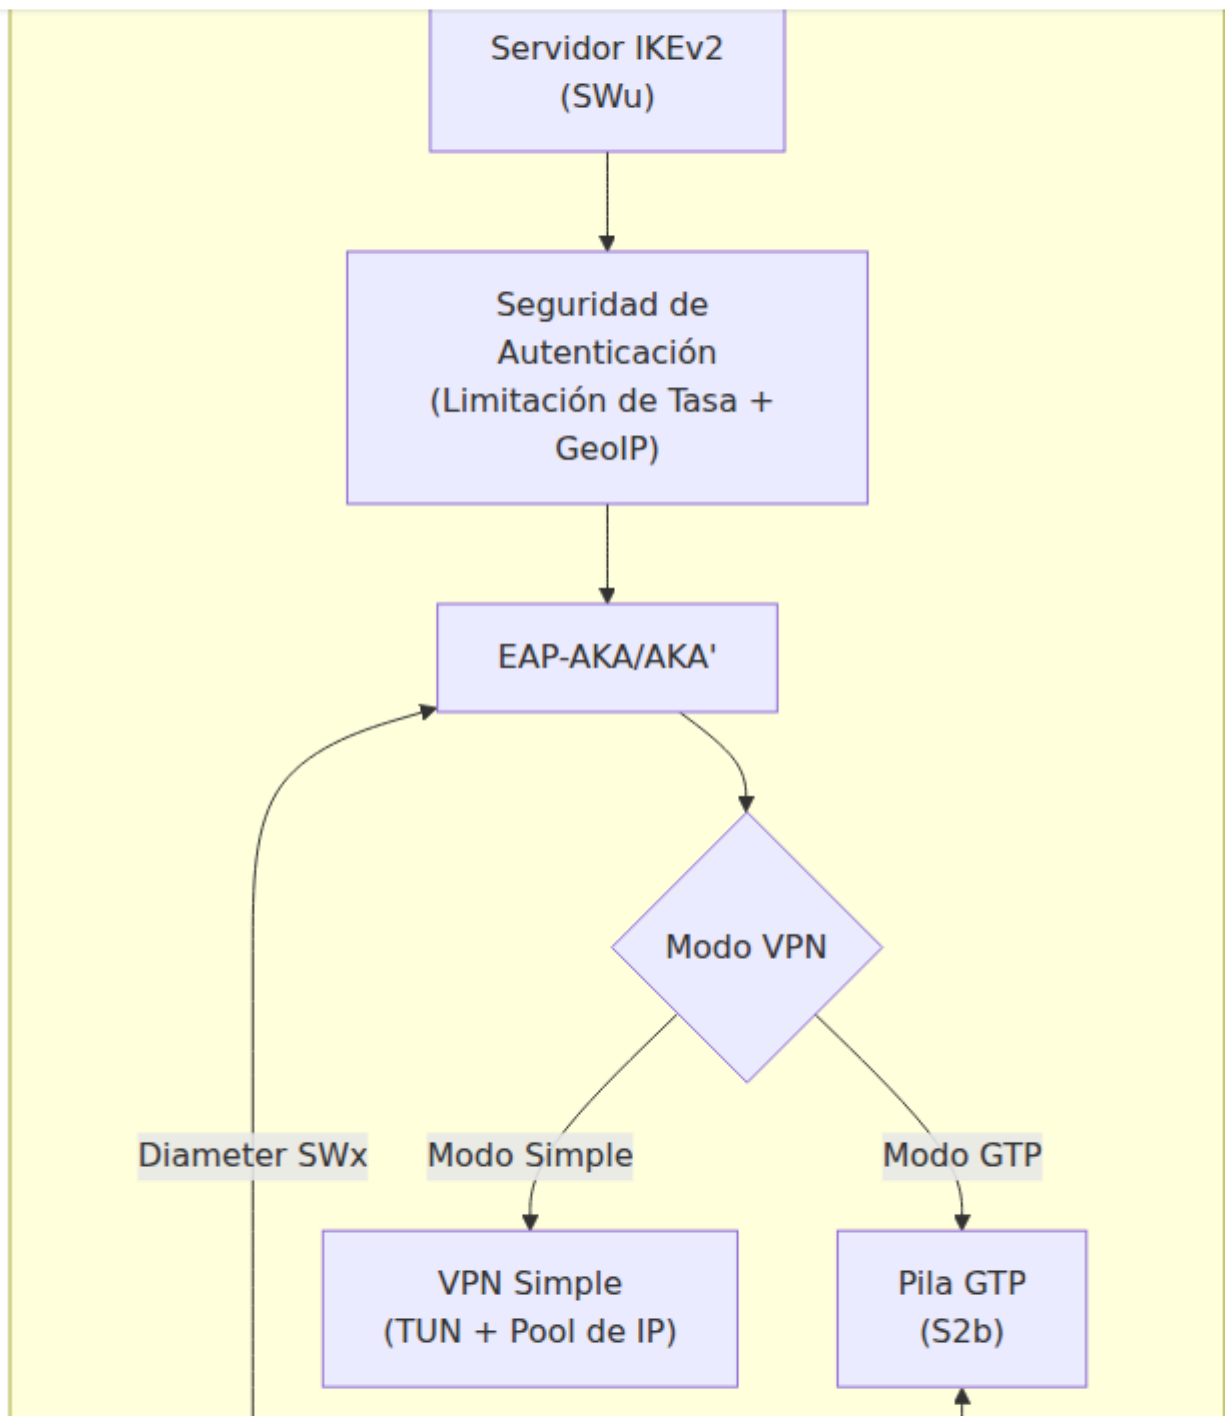 Servidor IKEv2
(SWu)
Seguridad de
Autenticación
(Limitación de Tasa +
GeoIP)
EAP-AKA/AKA'
Modo VPN
Diameter SWx
Modo Simple
Modo GTP
VPN Simple
(TUN + Pool de IP)
Pila GTP
(S2b)